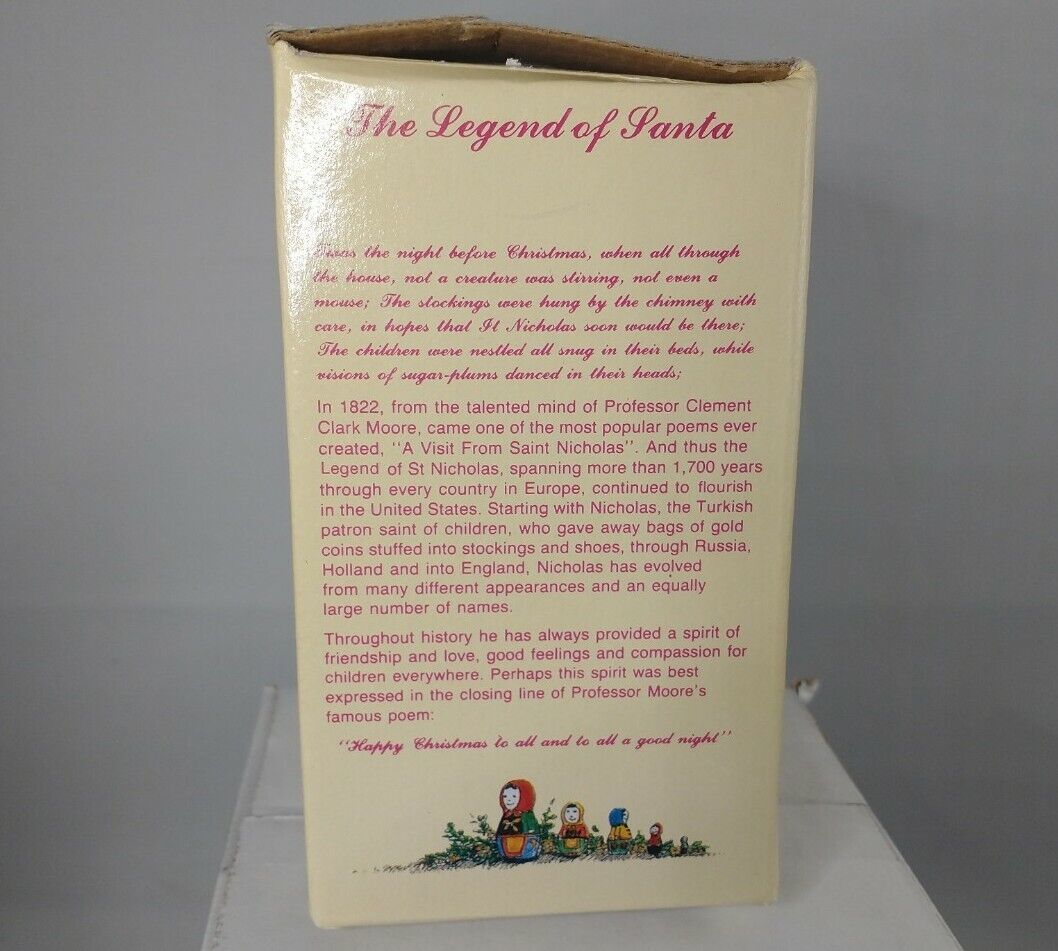 The Legend of Santa
'Twas the night before Christmas, when all through
the house, not a creature was stirring, not even a
mouse; The stockings were hung by the chimney with
care, in hopes that St Nicholas soon would be there;
The children were nestled all snug in their beds, while
visions of sugar-plums danced in their heads;
In 1822, from the talented mind of Professor Clement
Clark Moore, came one of the most popular poems ever
created, "A Visit From Saint Nicholas". And thus the
Legend of St Nicholas, spanning more than 1,700 years
through every country in Europe, continued to flourish
in the United States. Starting with Nicholas, the Turkish
patron saint of children, who gave away bags of gold
coins stuffed into stockings and shoes, through Russia,
Holland and into England, Nicholas has evolved
from many different appearances and an equally
large number of names.
Throughout history he has always provided a spirit of
friendship and love, good feelings and compassion for
children everywhere. Perhaps this spirit was best
expressed in the closing line of Professor Moore's
famous poem:
"Happy Christmas to all and to all a good night"